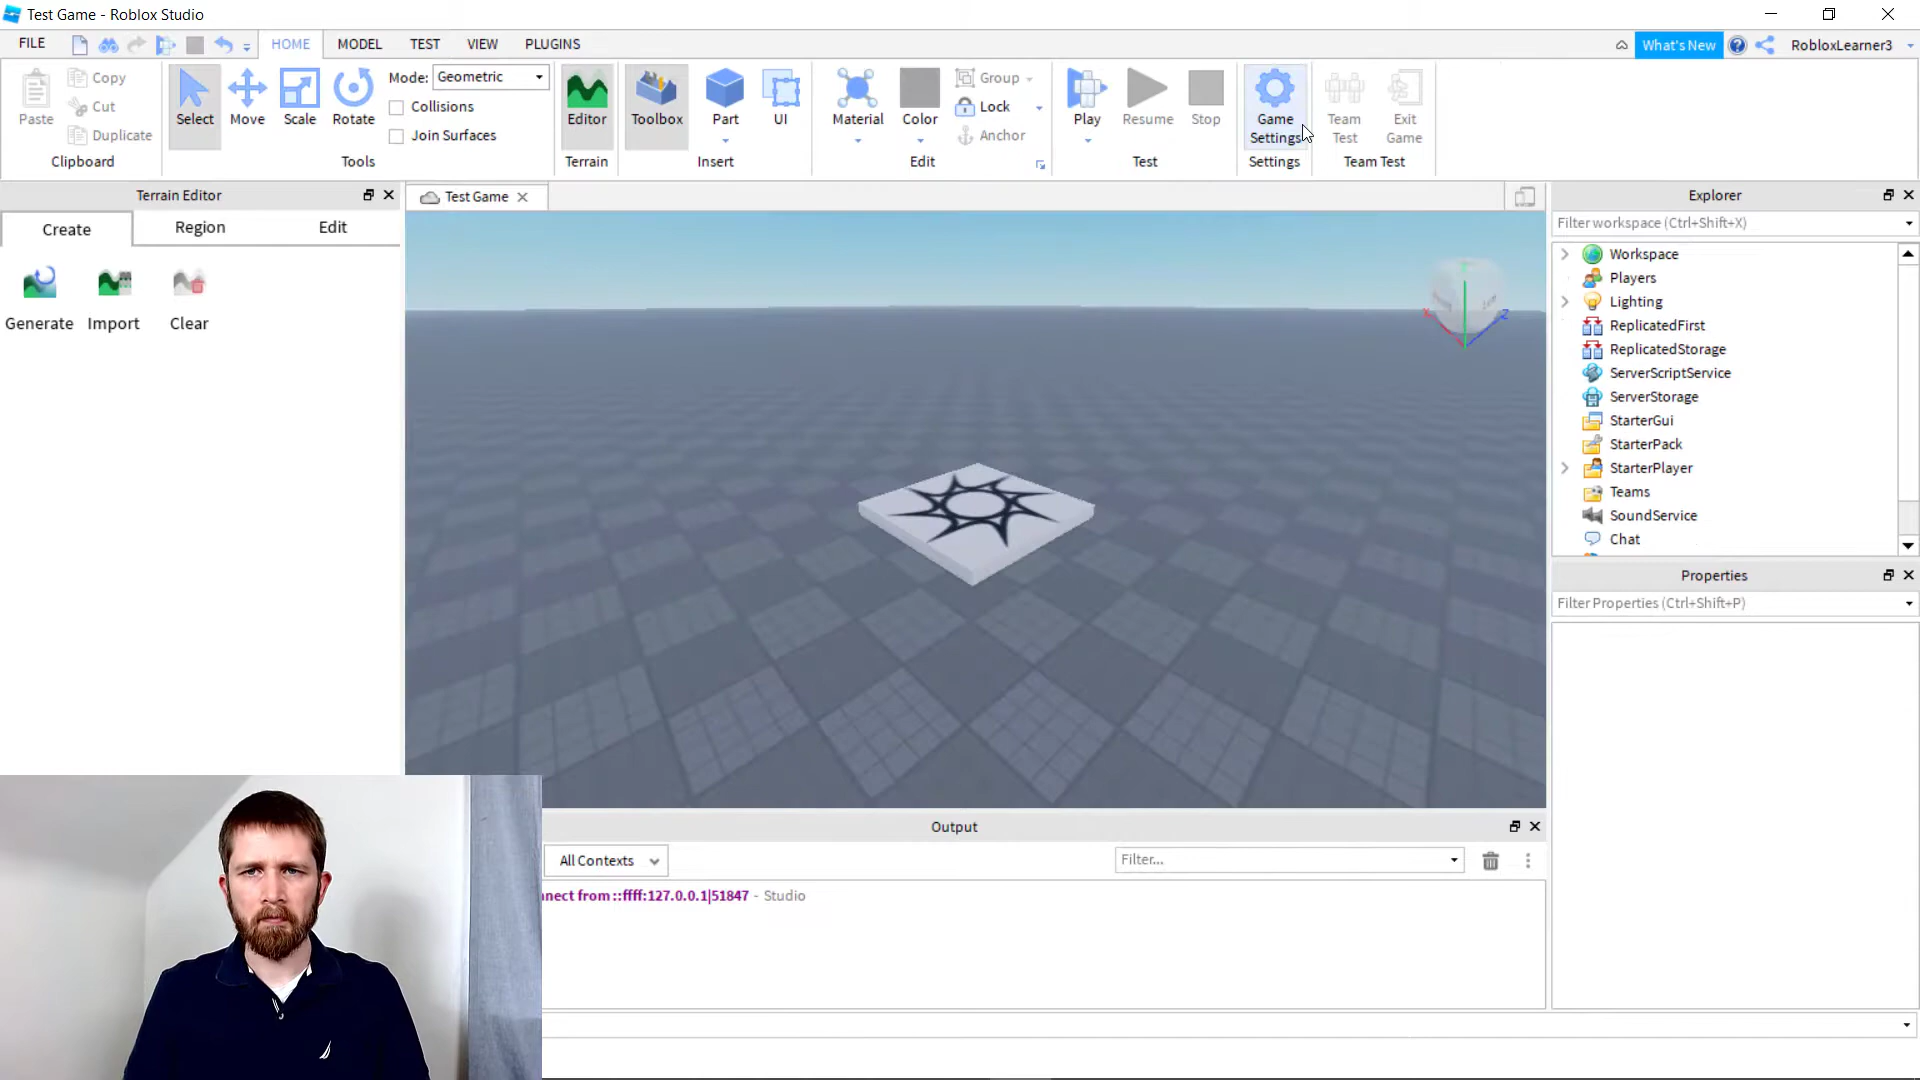 Test Game - Roblox Studio
FILE
HOME
MODEL
TEST
VIEW
PLUGINS
What's New
RobloxLearner3
Paste
Copy
Cut
Duplicate
Clipboard
Select
Move
Scale
Rotate
Mode: Geometric
Collisions
Join Surfaces
Tools
Editor
Terrain
Toolbox
Part
UI
Insert
Material
Color
Group
Lock
Anchor
Edit
Play
Resume
Stop
Test
Game
Settings
Settings
Team
Test
Exit
Game
Team Test
Terrain Editor
Create
Region
Edit
Generate
Import
Clear
Test Game
X
Z
Explorer
Filter workspace (Ctrl+Shift+X)
Workspace
Players
Lighting
ReplicatedFirst
ReplicatedStorage
ServerScriptService
ServerStorage
StarterGui
StarterPack
StarterPlayer
Teams
SoundService
Chat
Properties
Filter Properties (Ctrl+Shift+P)
Output
All Contexts
Filter...
nnect from ::ffff:127.0.0.1|51847 - Studio